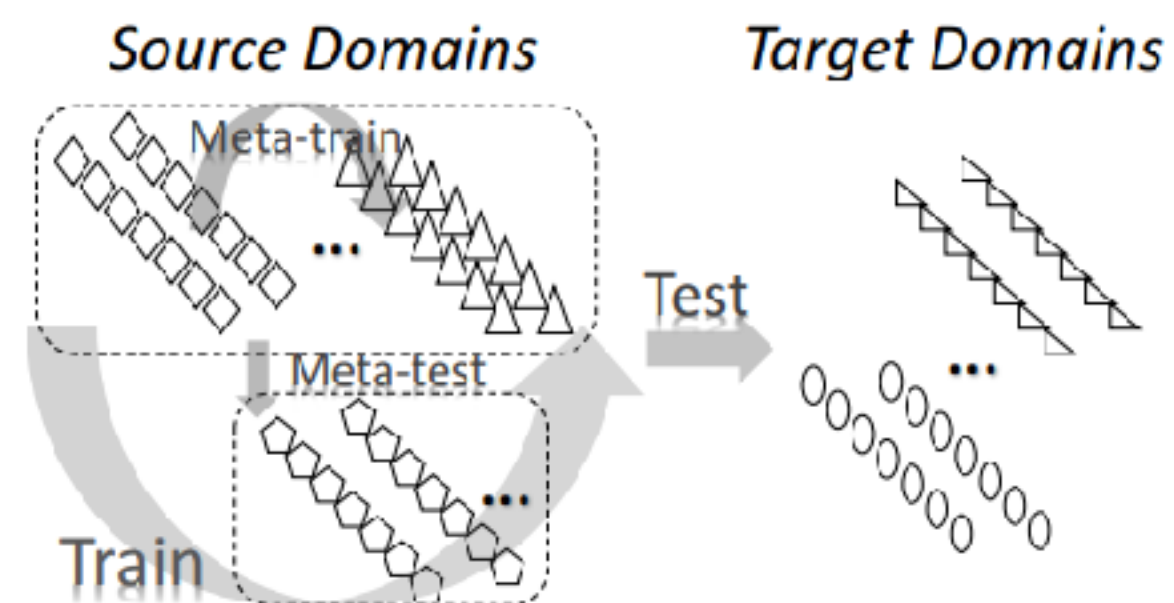 Source Domains
Target Domains
Meta-train
...
Test
Meta-test
...
...
Train